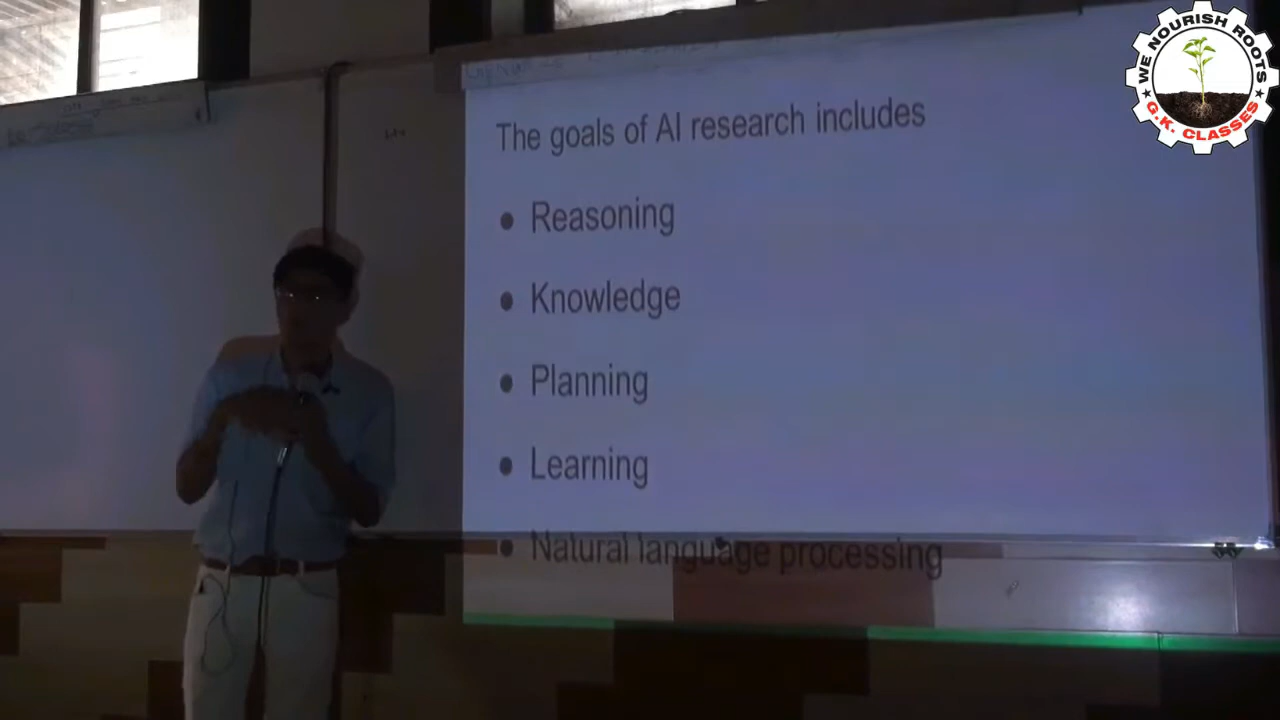 The goals of AI research includes
• Reasoning
• Knowledge
• Planning
• Learning
• Natural language processing
WE NOURISH ROOTS
★ G.K. CLASSES ★